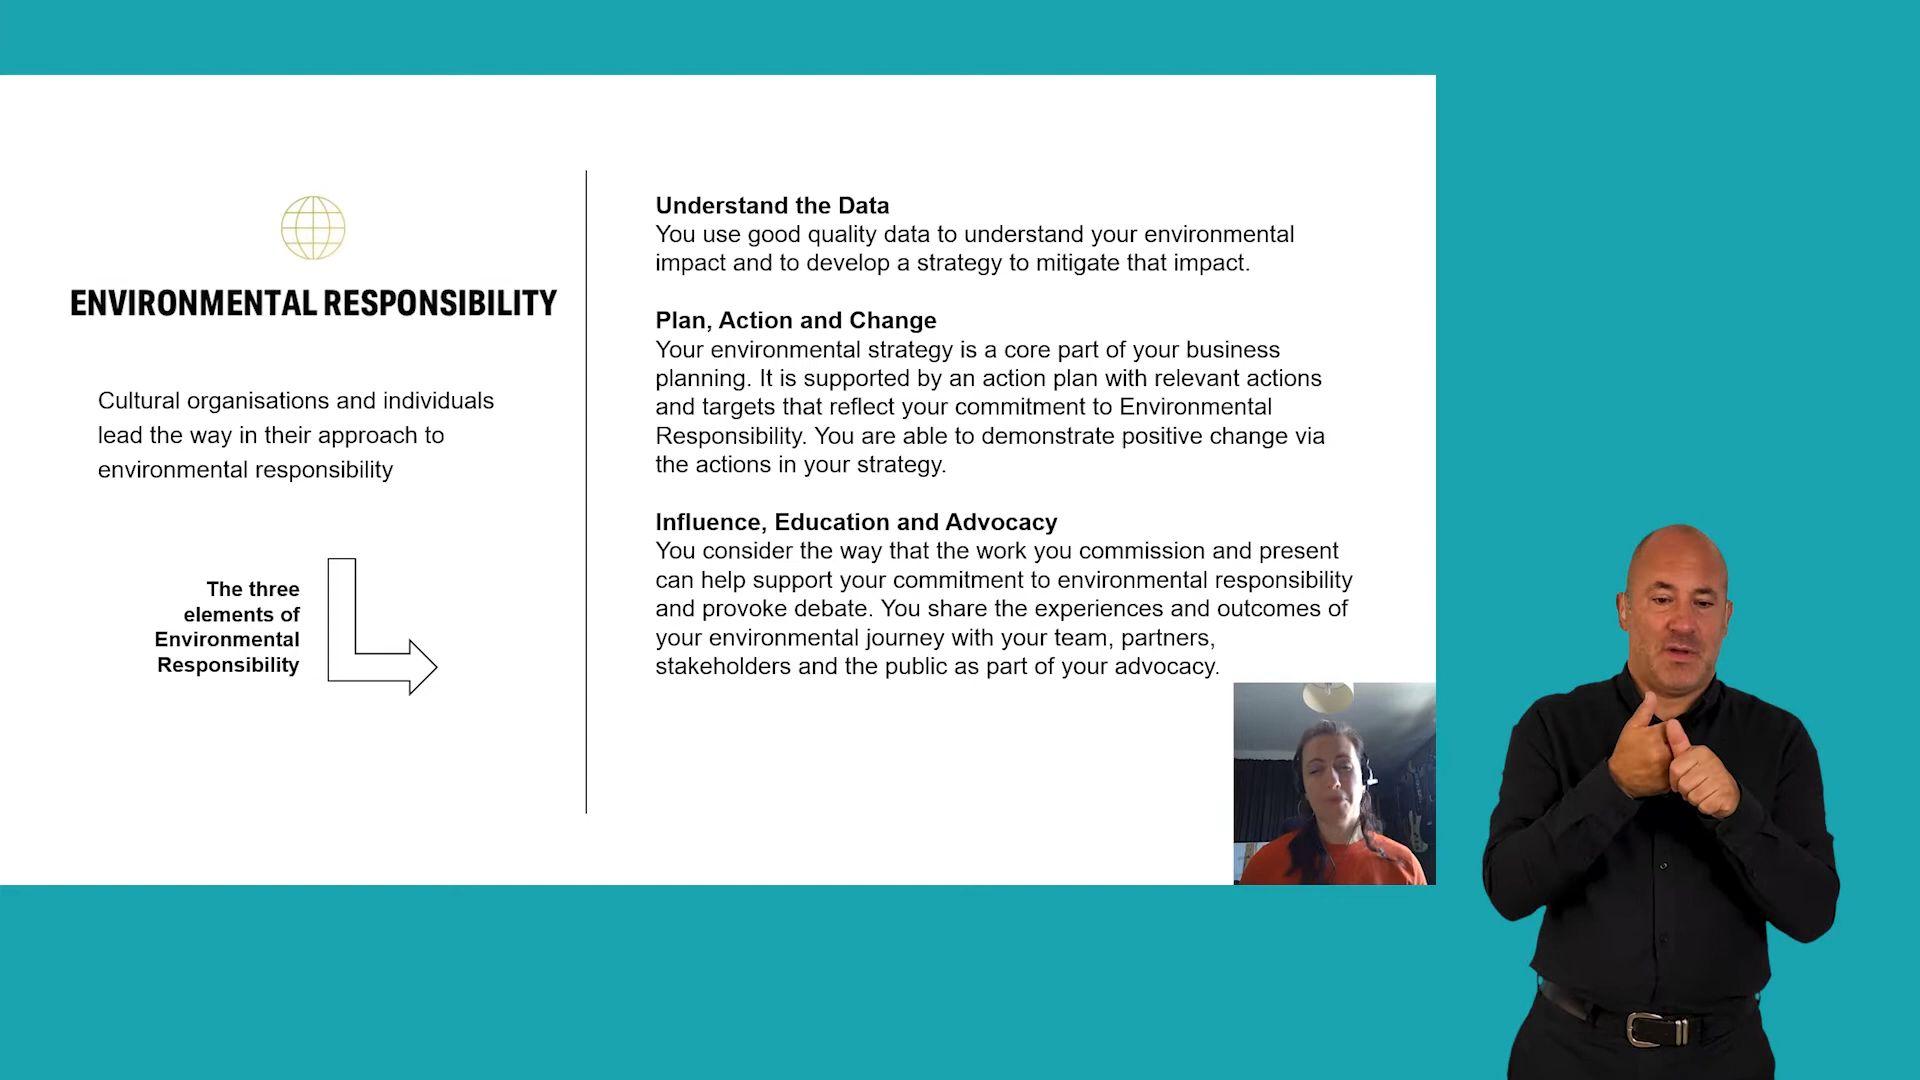 ENVIRONMENTAL RESPONSIBILITY
Cultural organisations and individuals
lead the way in their approach to
environmental responsibility
The three
elements of
Environmental
Responsibility
Understand the Data
You use good quality data to understand your environmental
impact and to develop a strategy to mitigate that impact.
Plan, Action and Change
Your environmental strategy is a core part of your business
planning. It is supported by an action plan with relevant actions
and targets that reflect your commitment to Environmental
Responsibility. You are able to demonstrate positive change via
the actions in your strategy.
Influence, Education and Advocacy
You consider the way that the work you commission and present
can help support your commitment to environmental responsibility
and provoke debate. You share the experiences and outcomes of
your environmental journey with your team, partners,
stakeholders and the public as part of your advocacy.